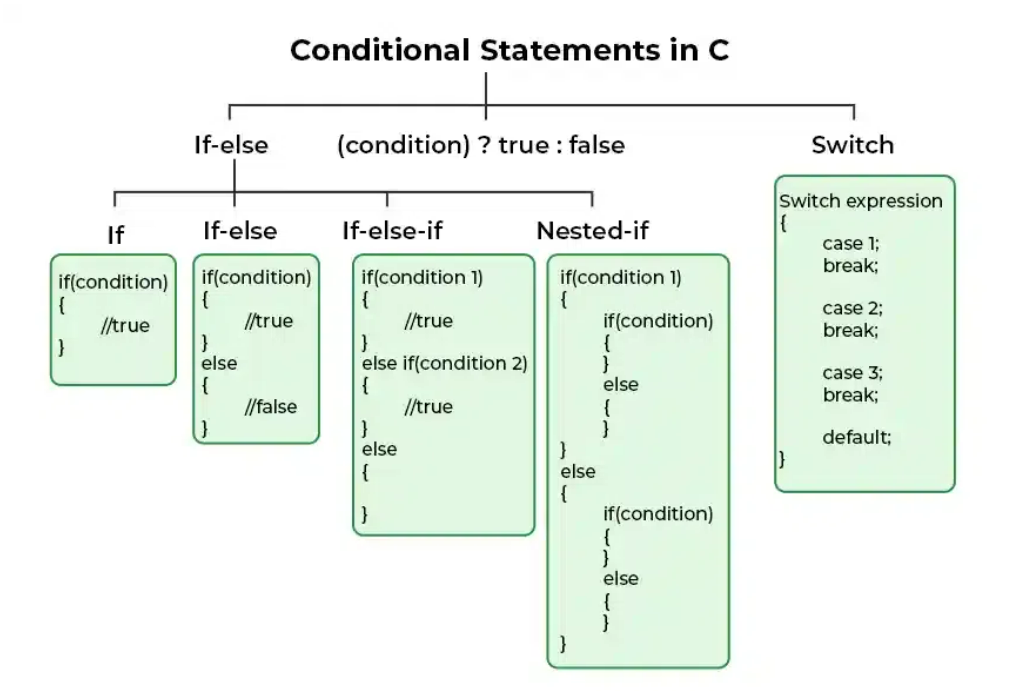 Conditional Statements in C
If-else
(condition) ? true : false
Switch
If
if(condition)
{
//true
}
If-else
if(condition)
{
//true
}
else
{
//false
}
If-else-if
if(condition 1)
{
//true
}
else if(condition 2)
{
//true
}
else
{
}
Nested-if
if(condition 1)
{
if(condition)
{
}
else
{
}
}
else
{
if(condition)
{
}
else
{
}
}
Switch expression
{
case 1;
break;
case 2;
break;
case 3;
break;
default;
}